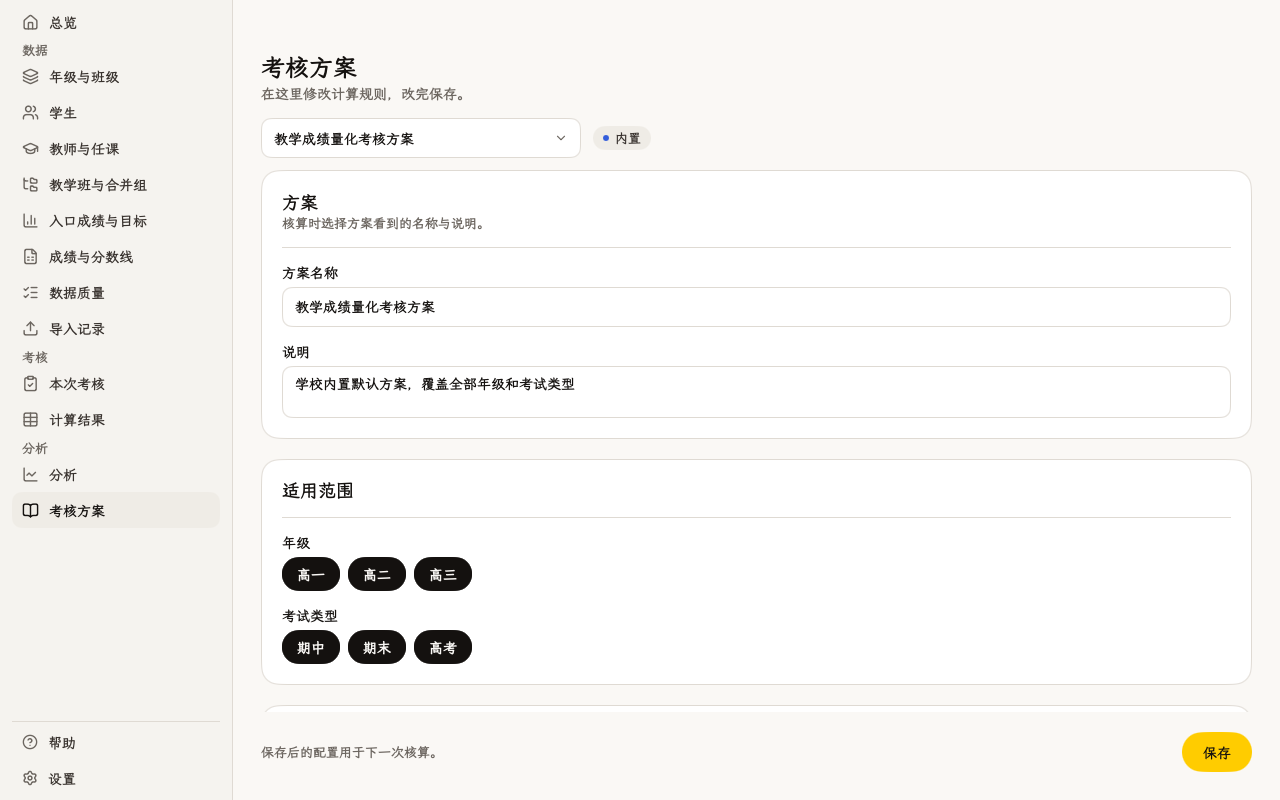 总览
数据
年级与班级
学生
教师与任课
教学班与合并组
入口成绩与目标
成绩与分数线
数据质量
导入记录
考核
本次考核
计算结果
分析
分析
考核方案
帮助
设置
考核方案
在这里修改计算规则，改完保存。
教学成绩量化考核方案
内置
方案
核算时选择方案看到的名称与说明。
方案名称
教学成绩量化考核方案
说明
学校内置默认方案，覆盖全部年级和考试类型
适用范围
年级
高一 高二 高三
考试类型
期中 期末 高考
保存后的配置用于下一次核算。
保存